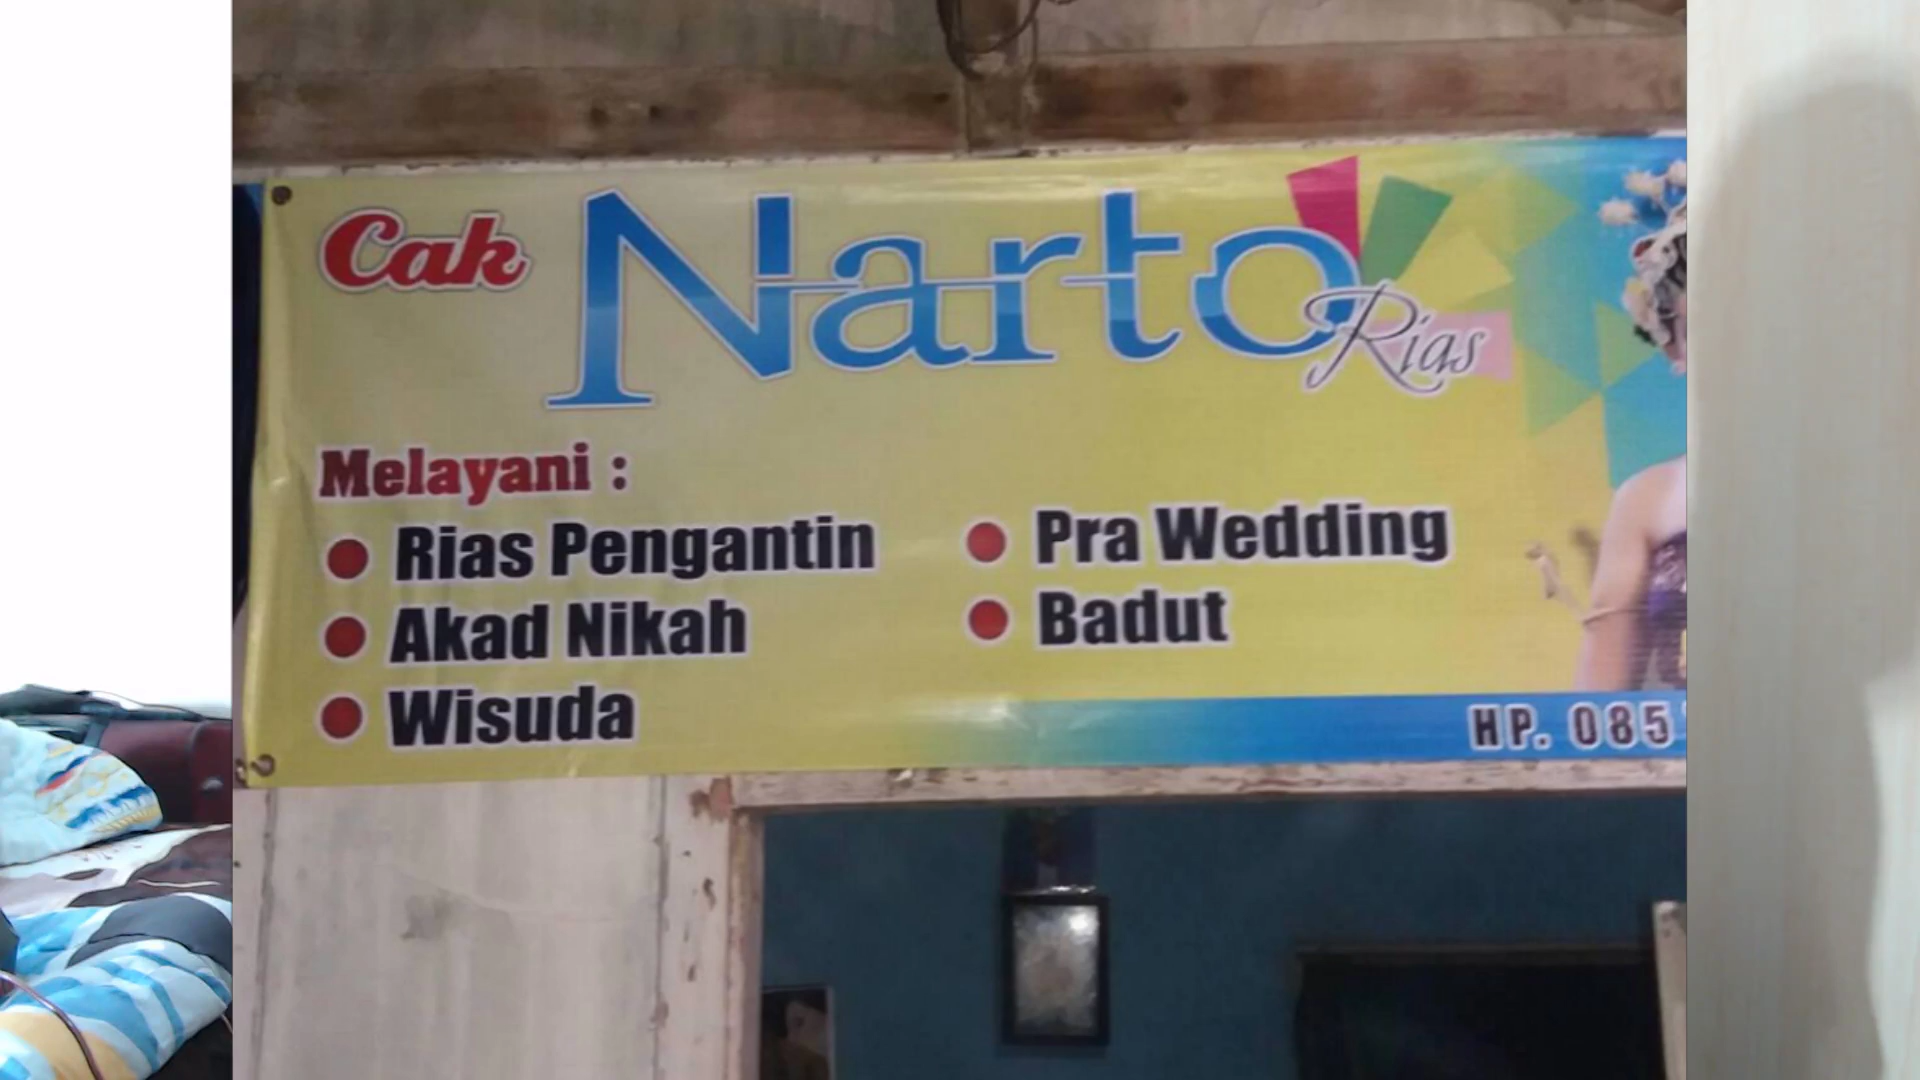 Cak Narto Rias
Melayani :
Rias Pengantin
Akad Nikah
Wisuda
Pra Wedding
Badut
HP. 085